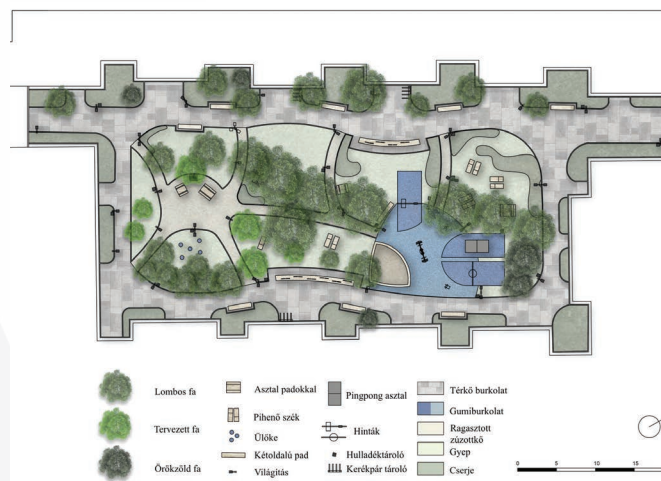 Lombos fa
Tervezett fa
Örökzöld fa
Asztal padokkal
Pihenő szék
Ülőke
Kétoldalú pad
Világítás
Pingpong asztal
Hinták
Hulladéktároló
Kerékpár tároló
Térkő burkolat
Gumiburkolat
Ragasztott
zúzottkő
Gyep
Cserje
0 5 10 15